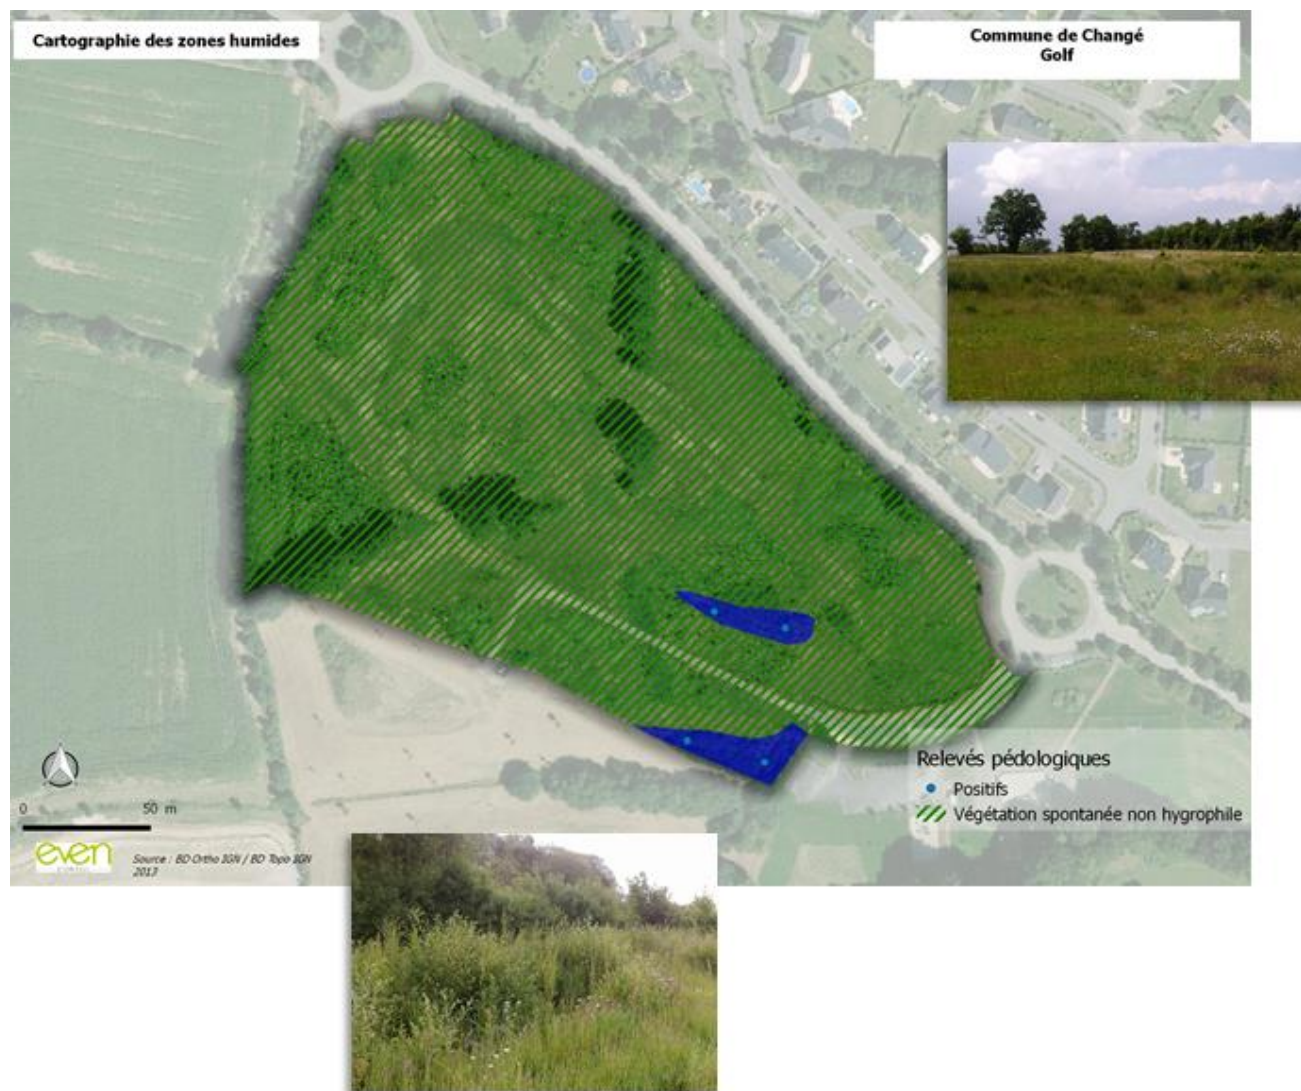 Cartographie des zones humides
Commune de Changé
Golf
Relevés pédologiques
Positifs
Végétation spontanée non hygrophile
0 50 m
even
Source : BD Ortho IGN / BD Topo IGN
2013